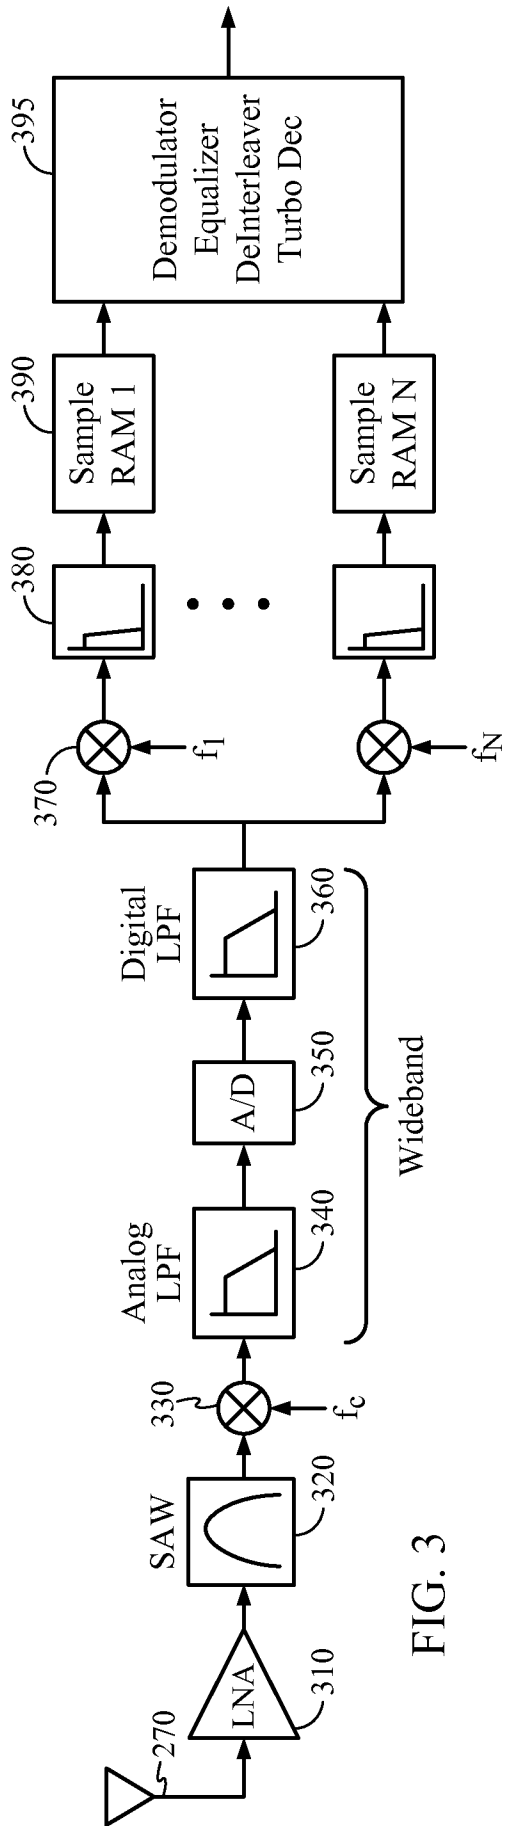 270
LNA
310
SAW
320
330
fc
Analog
LPF
340
A/D
350
Digital
LPF
360
Wideband
370
f1
380
Sample
RAM 1
390
fN
Sample
RAM N
Demodulator
Equalizer
DeInterleaver
Turbo Dec
395
FIG. 3